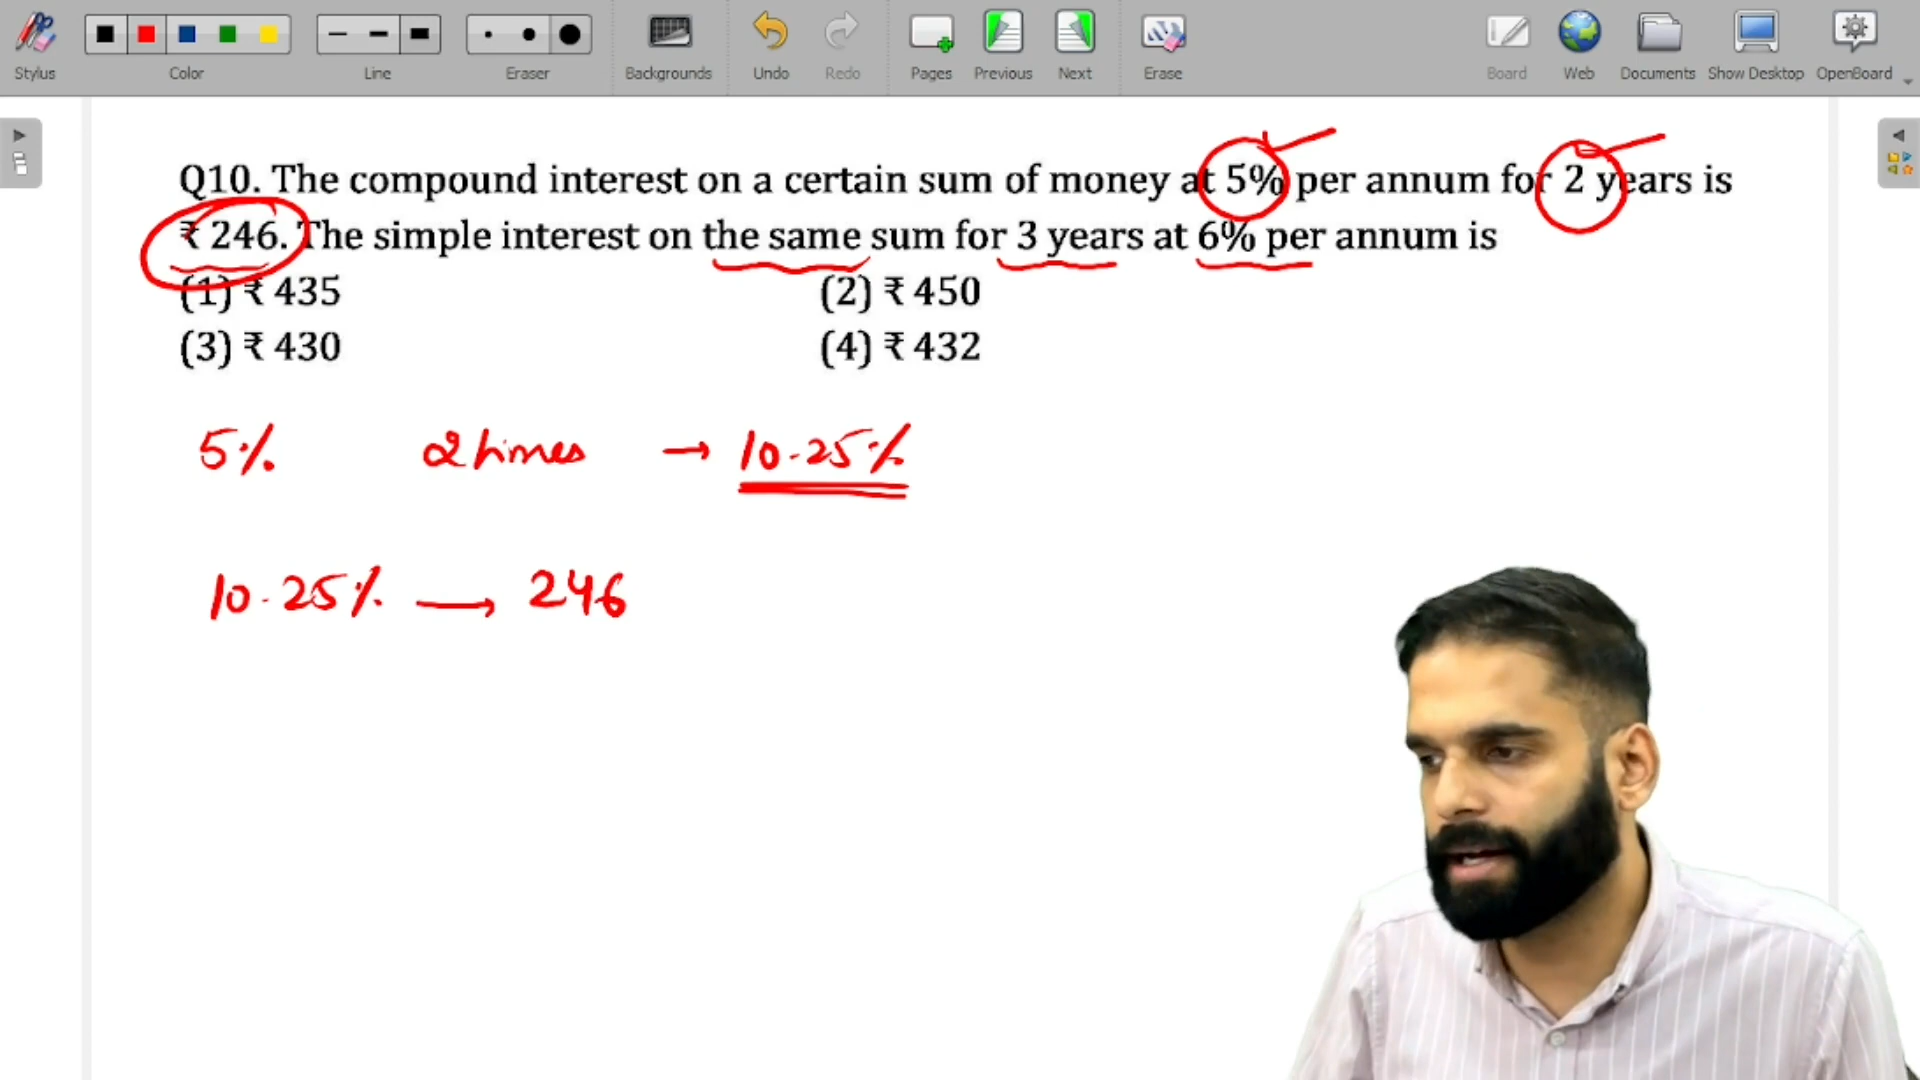 Stylus
Color
Line
Eraser
Backgrounds
Undo
Redo
Pages
Previous
Next
Erase
Board
Web
Documents
Show Desktop
OpenBoard
Q10. The compound interest on a certain sum of money at 5% per annum for 2 years is
₹ 246. The simple interest on the same sum for 3 years at 6% per annum is
(1) ₹ 435 (2) ₹ 450
(3) ₹ 430 (4) ₹ 432
5% 2 times → 10.25%
10.25% → 246